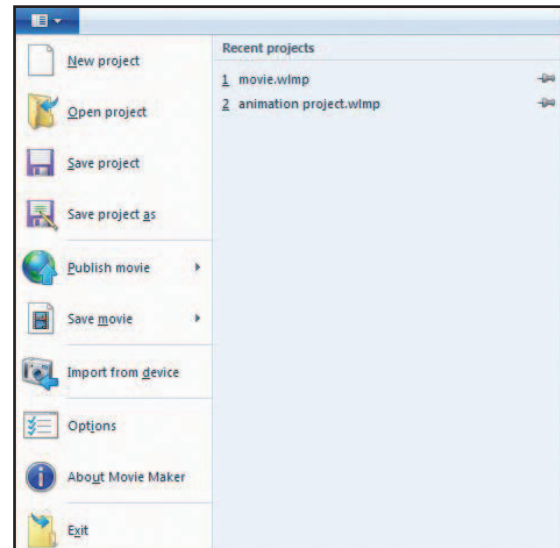 New project
Open project
Save project
Save project as
Publish movie
Save movie
Import from device
Options
About Movie Maker
Exit
Recent projects
1 movie.wlmp
2 animation project.wlmp